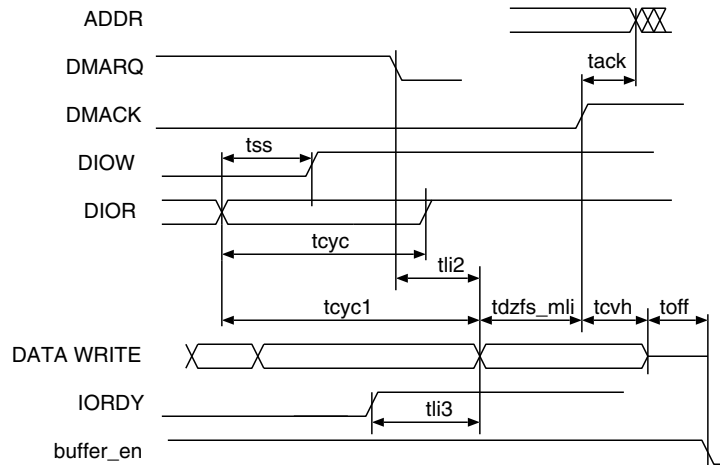 ADDR
DMARQ
tack
DMACK
tss
DIOW
DIOR
tcyc
tli2
tcyc1
tdzfs_mli
tcvh
toff
DATA WRITE
IORDY
tli3
buffer_en